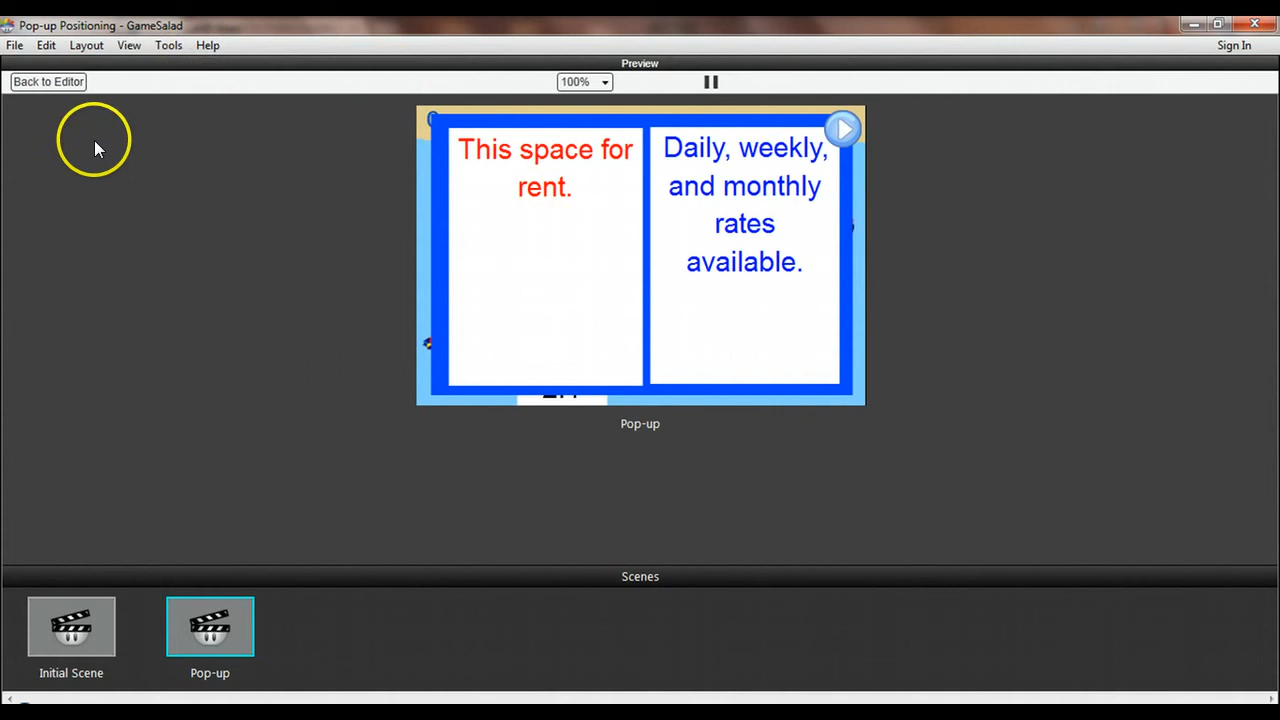 Pop-up Positioning - GameSalad
File Edit Layout View Tools Help Sign In
Preview
Back to Editor 100%
This space for
rent.
Daily, weekly,
and monthly
rates
available.
Pop-up
Scenes
Initial Scene Pop-up